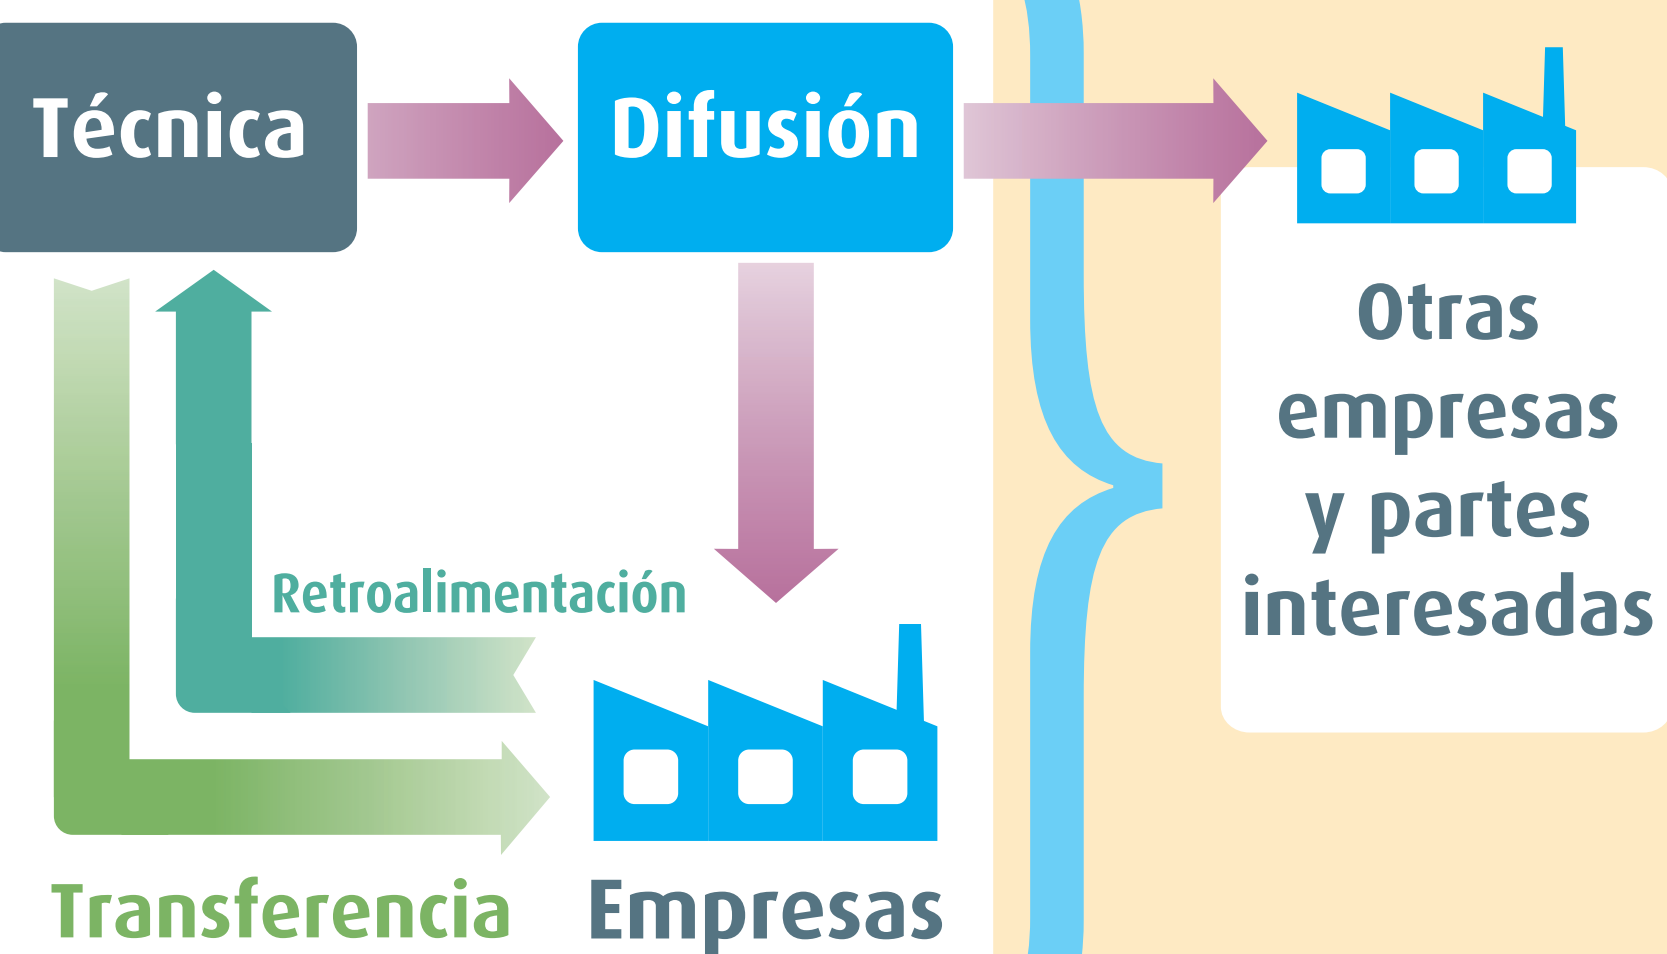 Técnica
Difusión
Otras
empresas
y partes
interesadas
Retroalimentación
Transferencia
Empresas